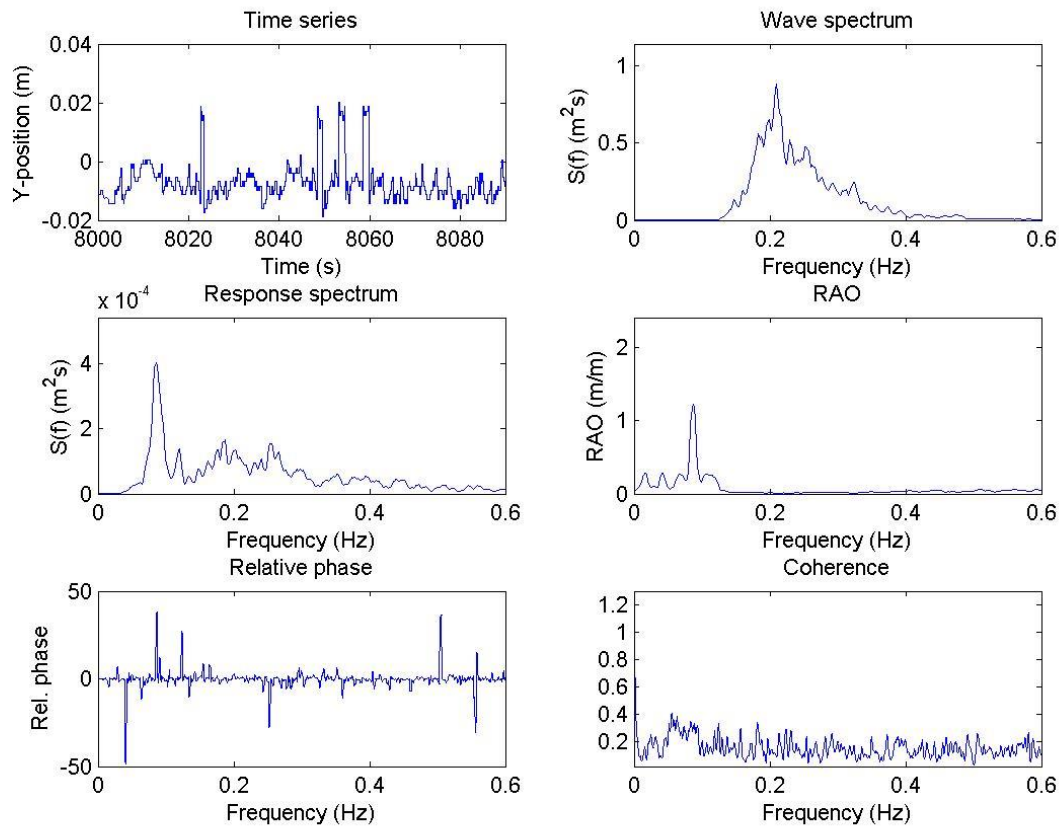 Time series
0.04
0.02
0
-0.02
Y-position (m)
8000 8020 8040 8060 8080
Time (s)
Wave spectrum
1
0.5
0
S(f) (m²s)
0 0.2 0.4 0.6
Frequency (Hz)
Response spectrum
x 10⁻⁴
4
2
0
S(f) (m²s)
0 0.2 0.4 0.6
Frequency (Hz)
RAO
2
1
0
RAO (m/m)
0 0.2 0.4 0.6
Frequency (Hz)
Relative phase
50
0
-50
Rel. phase
0 0.2 0.4 0.6
Frequency (Hz)
Coherence
1.2
1
0.8
0.6
0.4
0.2
0 0.2 0.4 0.6
Frequency (Hz)